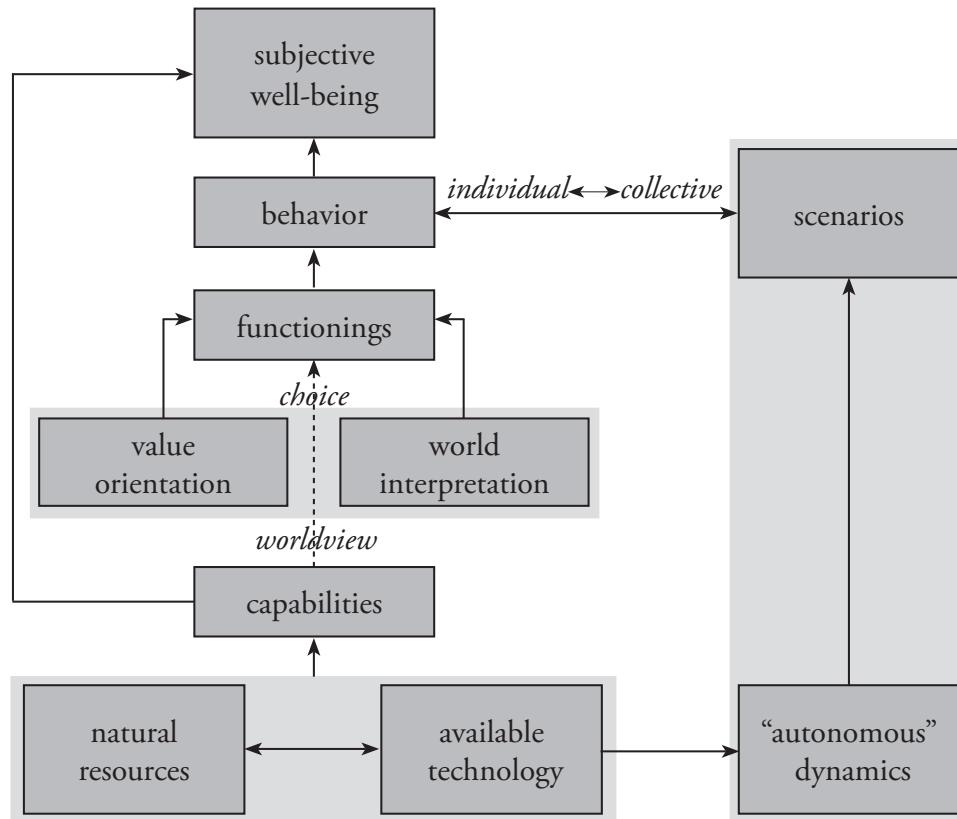 subjective
well-being
behavior
individual
collective
scenarios
functionings
choice
value
orientation
world
interpretation
worldview
capabilities
natural
resources
available
technology
“autonomous”
dynamics